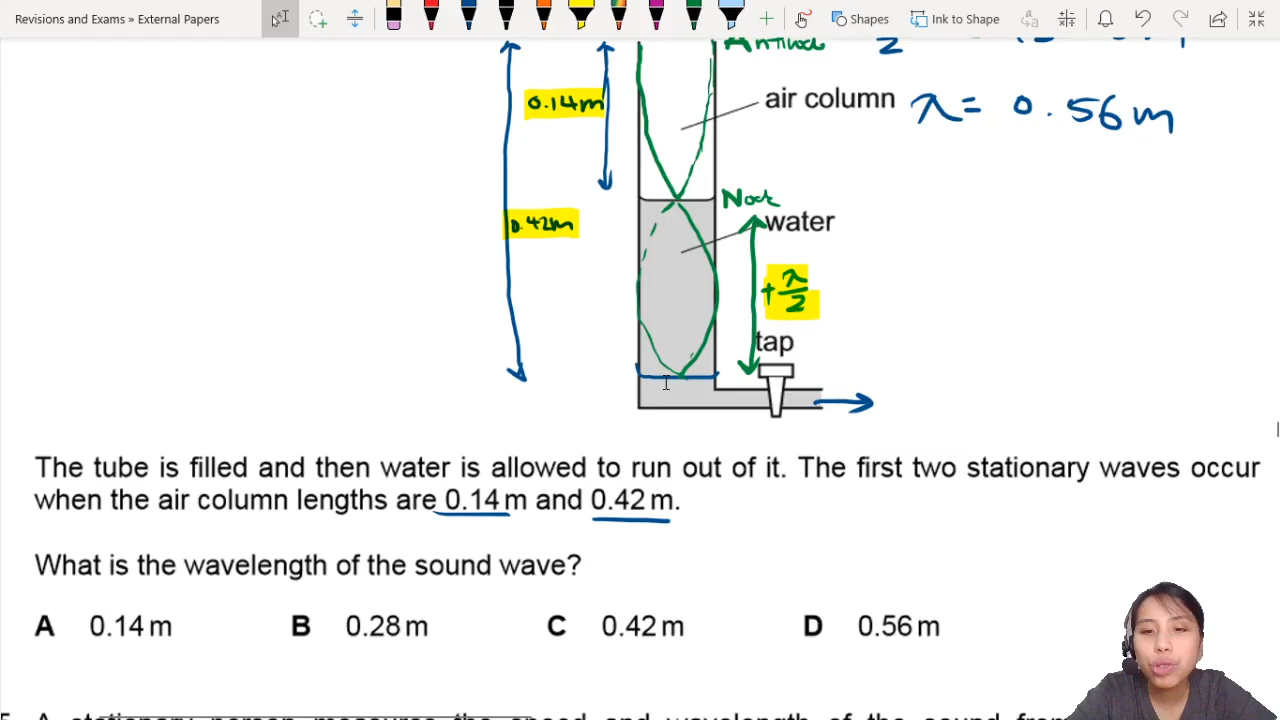 Revisions and Exams » External Papers
Shapes
Ink to Shape
Antinode
2
0.14m
air column
λ = 0.56m
Node
0.42m
water
+λ/2
tap
The tube is filled and then water is allowed to run out of it. The first two stationary waves occur
when the air column lengths are 0.14 m and 0.42 m.
What is the wavelength of the sound wave?
A 0.14 m B 0.28 m C 0.42 m D 0.56 m